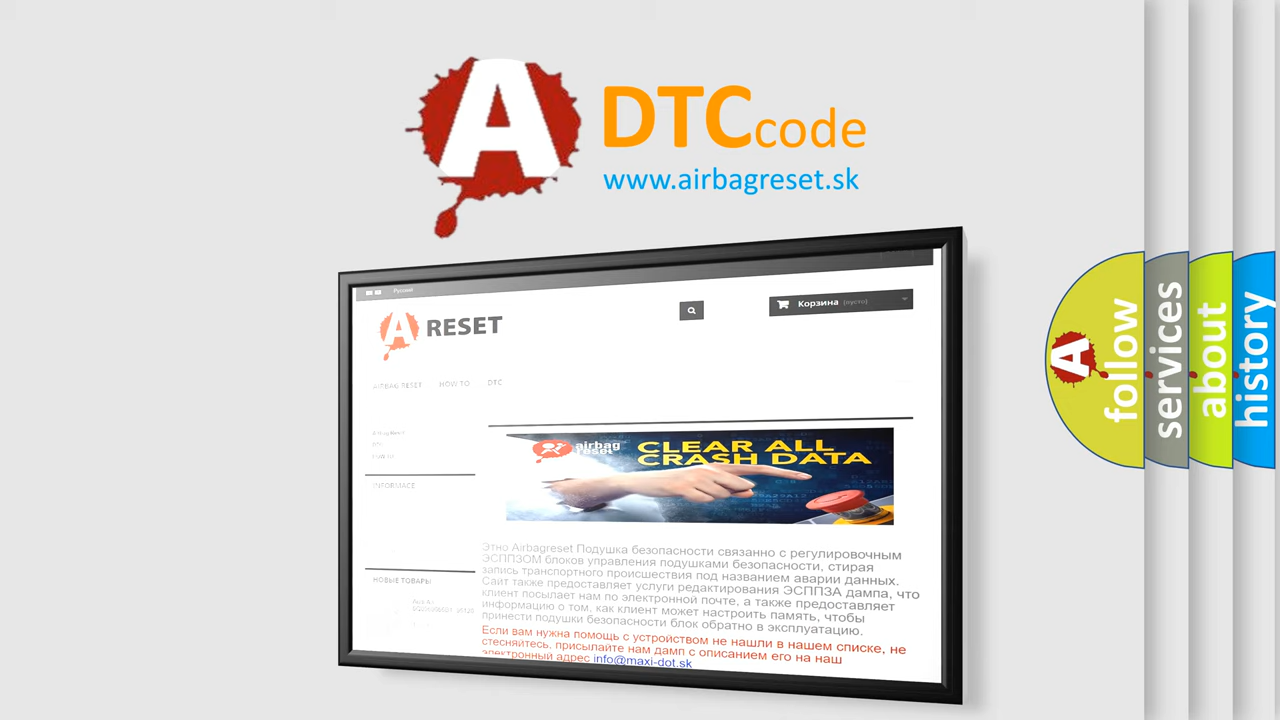 A
DTC code
www.airbagreset.sk
Русский
A RESET
Корзина (пусто)
AIRBAG RESET HOW TO DTC
INFORMACE
airbag
reset
CLEAR ALL
CRASH DATA
Этно Airbagreset Подушка безопасности связанно с регулировочным
ЭСППЗОМ блоков управления подушками безопасности, стирая
запись транспортного происшествия под названием аварии данных.
Сайт также предоставляет услуги редактирования ЭСППЗА дампа, что
клиент посылает нам по электронной почте, а также предоставляет
информацию о том, как клиент может настроить память, чтобы
принести подушки безопасности блок обратно в эксплуатацию.
Если вам нужна помощь с устройством не нашли в нашем списке, не
стесняйтесь, присылайте нам дамп с описанием его на наш
электронный адрес info@maxi-dot.sk
НОВЫЕ ТОВАРЫ
A
follow
services
about
history